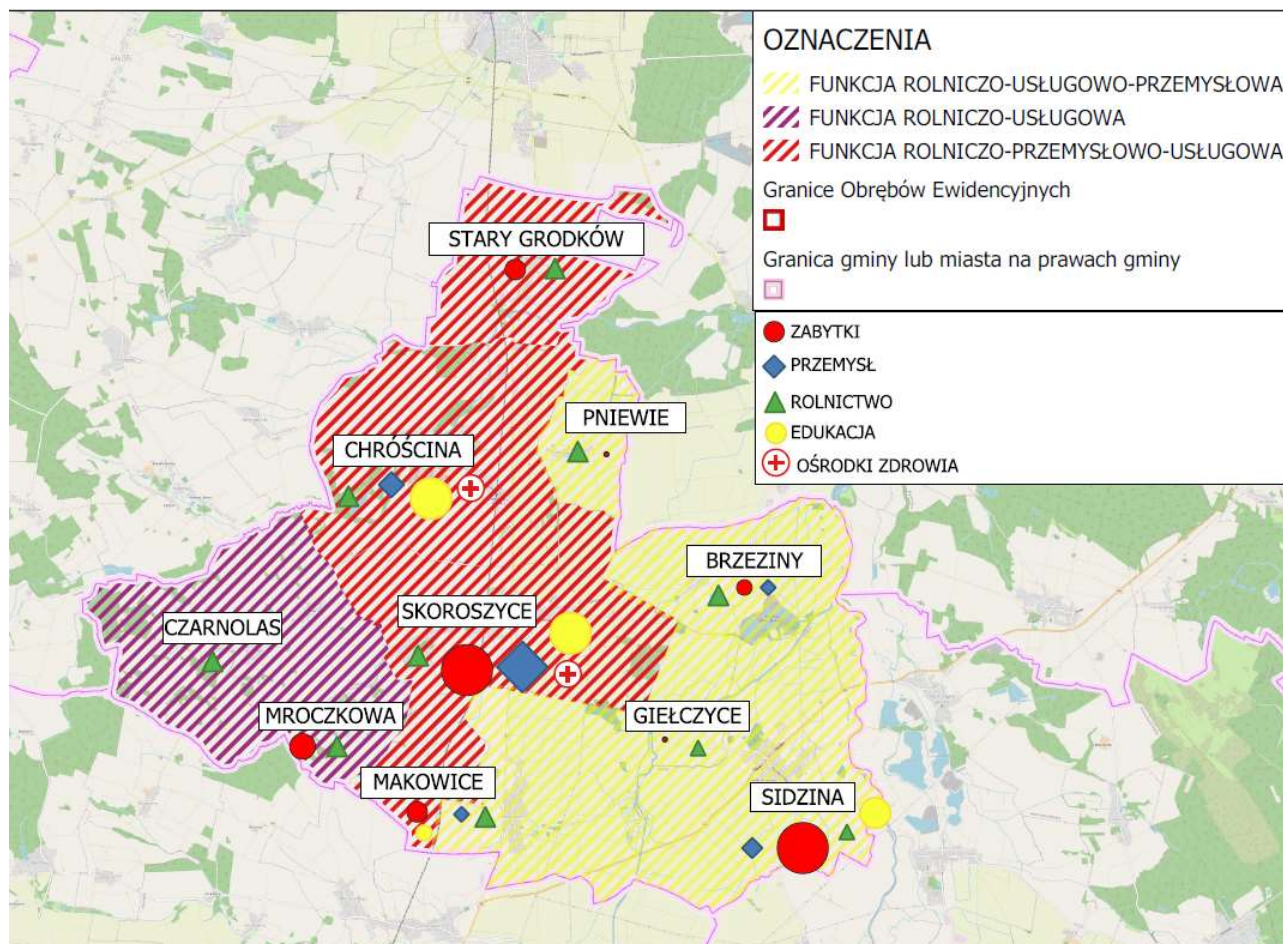 OZNACZENIA
FUNKCJA ROLNICZO-USŁUGOWO-PRZEMYSŁOWA
FUNKCJA ROLNICZO-USŁUGOWA
FUNKCJA ROLNICZO-PRZEMYSŁOWO-USŁUGOWA
Granice Obrębów Ewidencyjnych
Granica gminy lub miasta na prawach gminy
ZABYTKI
PRZEMYSŁ
ROLNICTWO
EDUKACJA
OŚRODKI ZDROWIA
STARY GRODKÓW
PNIEWIE
CHRÓŚCINA
BRZEZINY
SKOROSZYCE
CZARNOLAS
MROCZKOWA
GIEŁCZYCE
MAKOWICE
SIDZINA